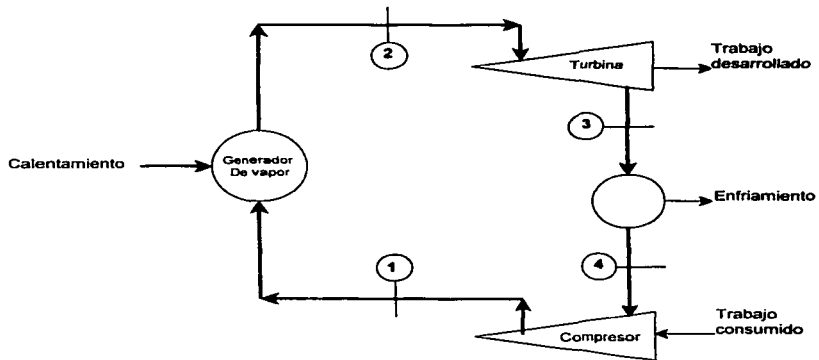 2
Turbina
Trabajo
desarrollado
3
Calentamiento
Generador
De vapor
Enfriamiento
1
4
Compresor
Trabajo
consumido